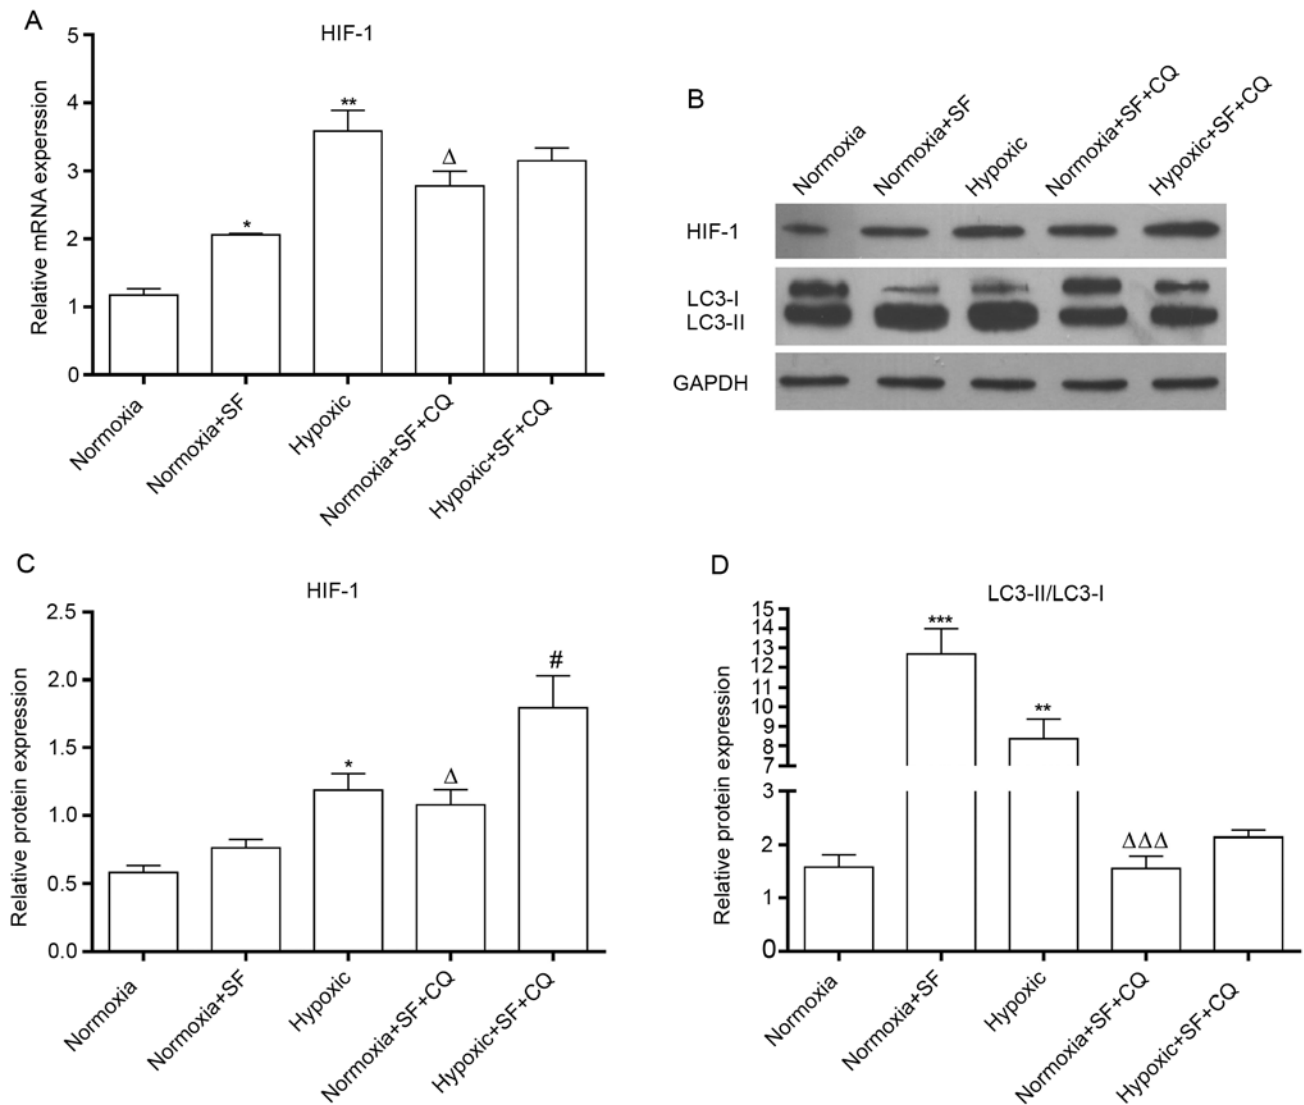 A
HIF-1
Relative mRNA experssion
5
4
3
2
1
0
*
**
Δ
Normoxia
Normoxia+SF
Hypoxic
Normoxia+SF+CQ
Hypoxic+SF+CQ
B
Normoxia
Normoxia+SF
Hypoxic
Normoxia+SF+CQ
Hypoxic+SF+CQ
HIF-1
LC3-I
LC3-II
GAPDH
C
HIF-1
Relative protein expression
2.5
2.0
1.5
1.0
0.5
0.0
*
Δ
#
Normoxia
Normoxia+SF
Hypoxic
Normoxia+SF+CQ
Hypoxic+SF+CQ
D
LC3-II/LC3-I
Relative protein expression
15
14
13
12
11
10
9
8
7
3
2
1
0
***
**
ΔΔΔ
Normoxia
Normoxia+SF
Hypoxic
Normoxia+SF+CQ
Hypoxic+SF+CQ